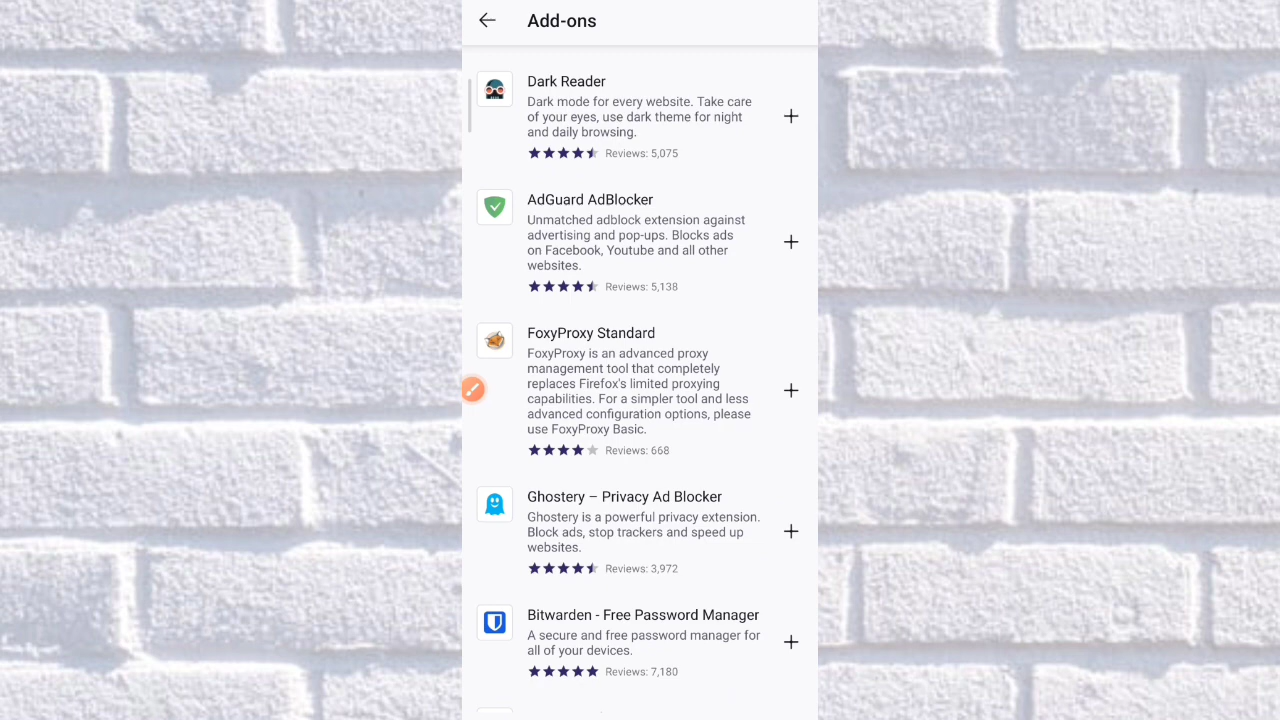 Add-ons
Dark Reader
Dark mode for every website. Take care
of your eyes, use dark theme for night
and daily browsing.
Reviews: 5,075
AdGuard AdBlocker
Unmatched adblock extension against
advertising and pop-ups. Blocks ads
on Facebook, Youtube and all other
websites.
Reviews: 5,138
FoxyProxy Standard
FoxyProxy is an advanced proxy
management tool that completely
replaces Firefox's limited proxying
capabilities. For a simpler tool and less
advanced configuration options, please
use FoxyProxy Basic.
Reviews: 668
Ghostery – Privacy Ad Blocker
Ghostery is a powerful privacy extension.
Block ads, stop trackers and speed up
websites.
Reviews: 3,972
Bitwarden - Free Password Manager
A secure and free password manager for
all of your devices.
Reviews: 7,180